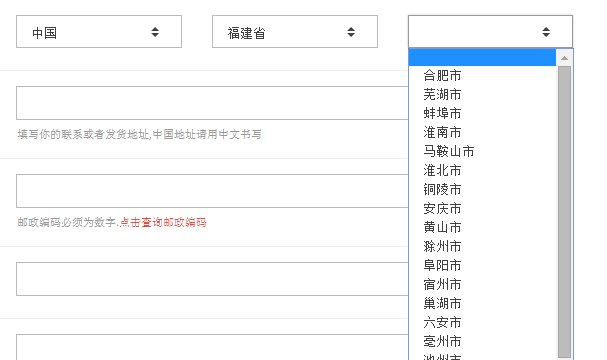 中国
福建省
合肥市
芜湖市
蚌埠市
淮南市
马鞍山市
淮北市
铜陵市
安庆市
黄山市
滁州市
阜阳市
宿州市
巢湖市
六安市
亳州市
池州市
填写你的联系或者发货地址,中国地址请用中文书写
邮政编码必须为数字.点击查询邮政编码